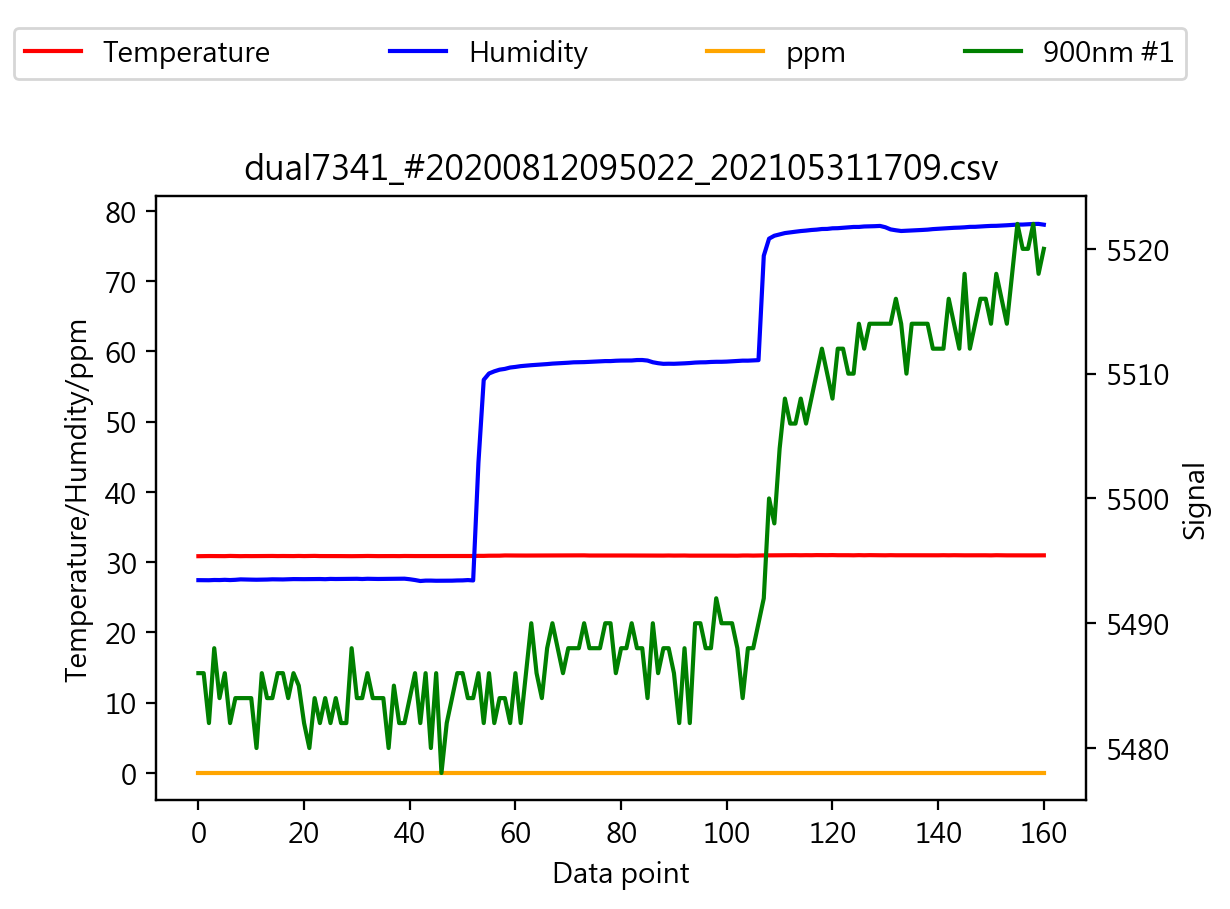 Temperature Humidity ppm 900nm #1
dual7341_#20200812095022_202105311709.csv
80
70
60
50
40
30
20
10
0
Temperature/Humdity/ppm
5520
5510
5500
5490
5480
Signal
0 20 40 60 80 100 120 140 160
Data point